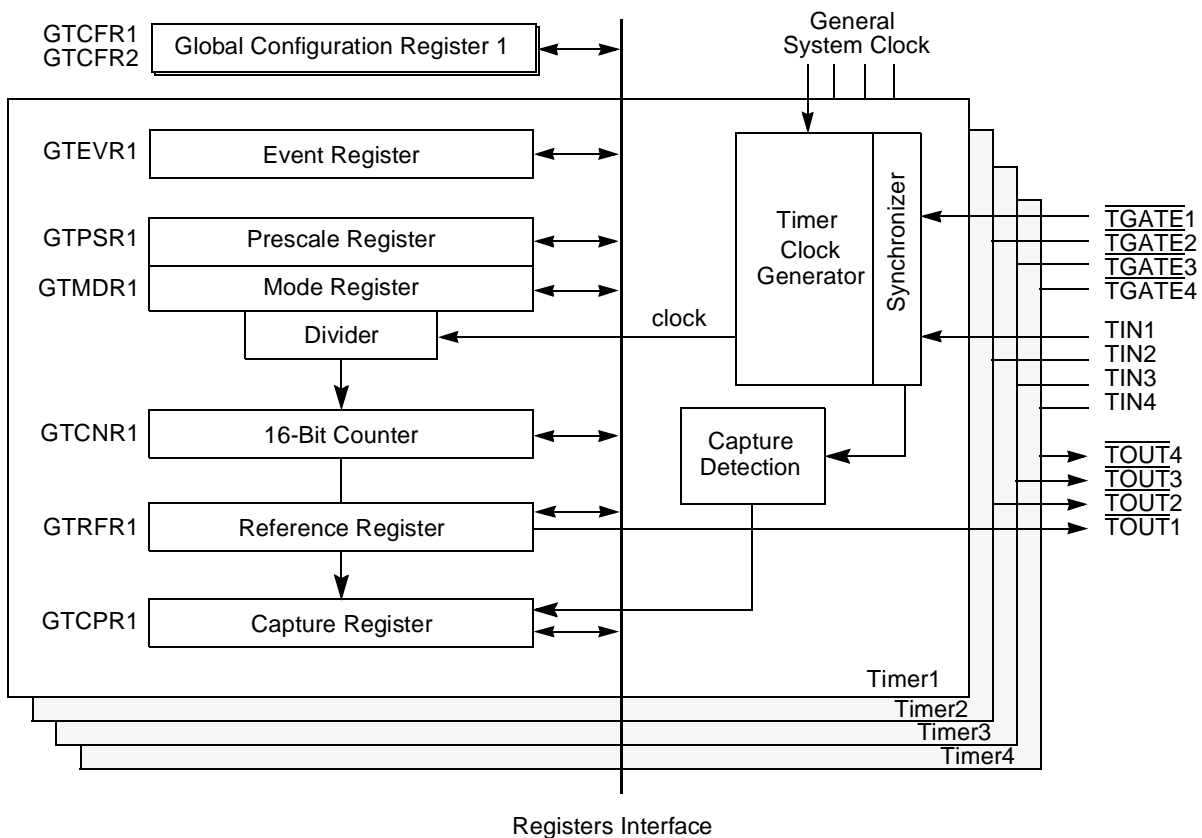 GTCFR1
GTCFR2
Global Configuration Register 1
General
System Clock
GTEVR1
Event Register
GTPSR1
Prescale Register
GTMDR1
Mode Register
Divider
clock
Timer
Clock
Generator
Synchronizer
TGATE1
TGATE2
TGATE3
TGATE4
TIN1
TIN2
TIN3
TIN4
GTCNR1
16-Bit Counter
Capture
Detection
TOUT4
TOUT3
TOUT2
TOUT1
GTRFR1
Reference Register
GTCPR1
Capture Register
Timer1
Timer2
Timer3
Timer4
Registers Interface